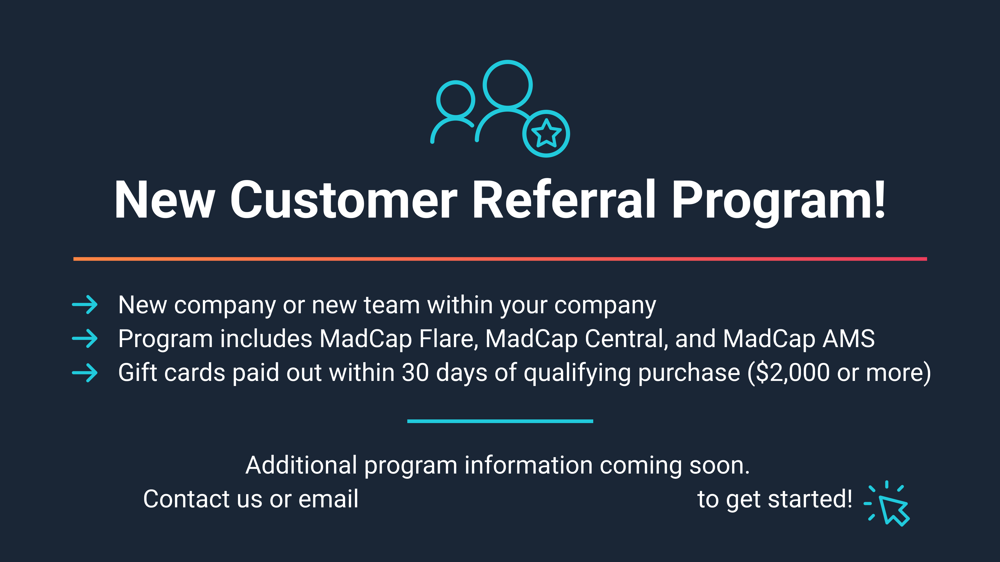 New Customer Referral Program!
New company or new team within your company
Program includes MadCap Flare, MadCap Central, and MadCap AMS
Gift cards paid out within 30 days of qualifying purchase ($2,000 or more)
Additional program information coming soon.
Contact us or email to get started!